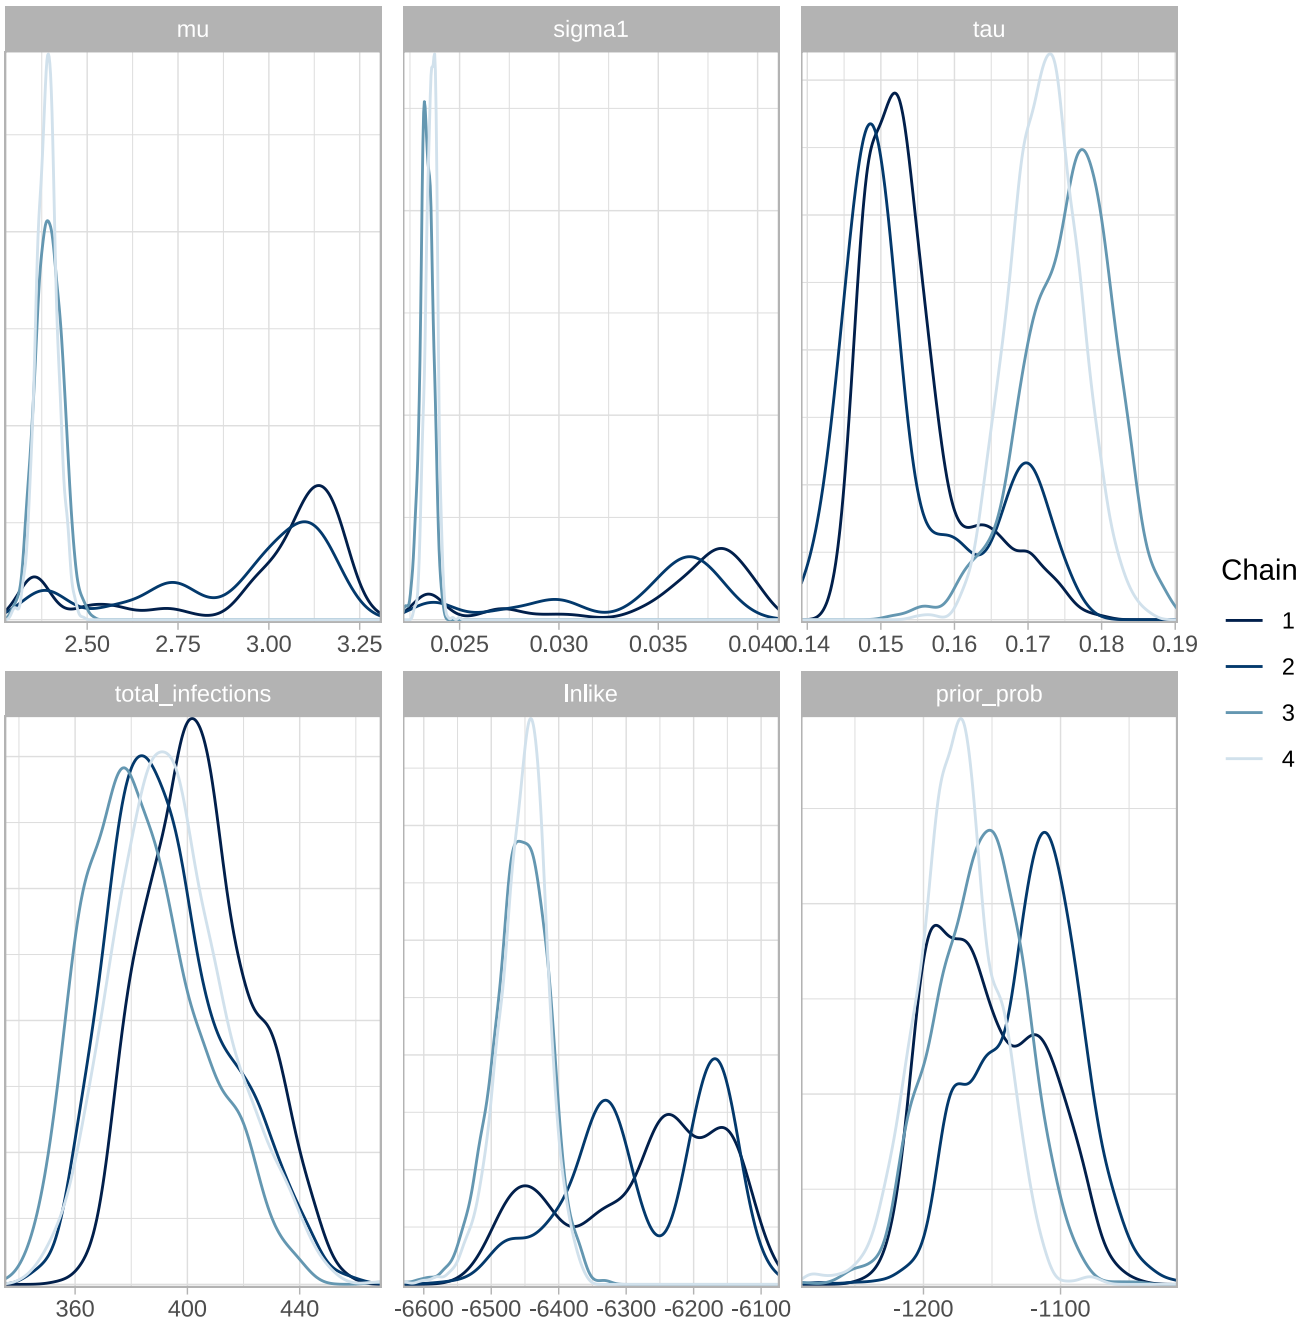 mu sigma1 tau
2.50 2.75 3.00 3.25 0.025 0.030 0.035 0.040 0.14 0.15 0.16 0.17 0.18 0.19
total_infections lnlike prior_prob
360 400 440 -6600 -6500 -6400 -6300 -6200 -6100 -1200 -1100
Chain
1
2
3
4